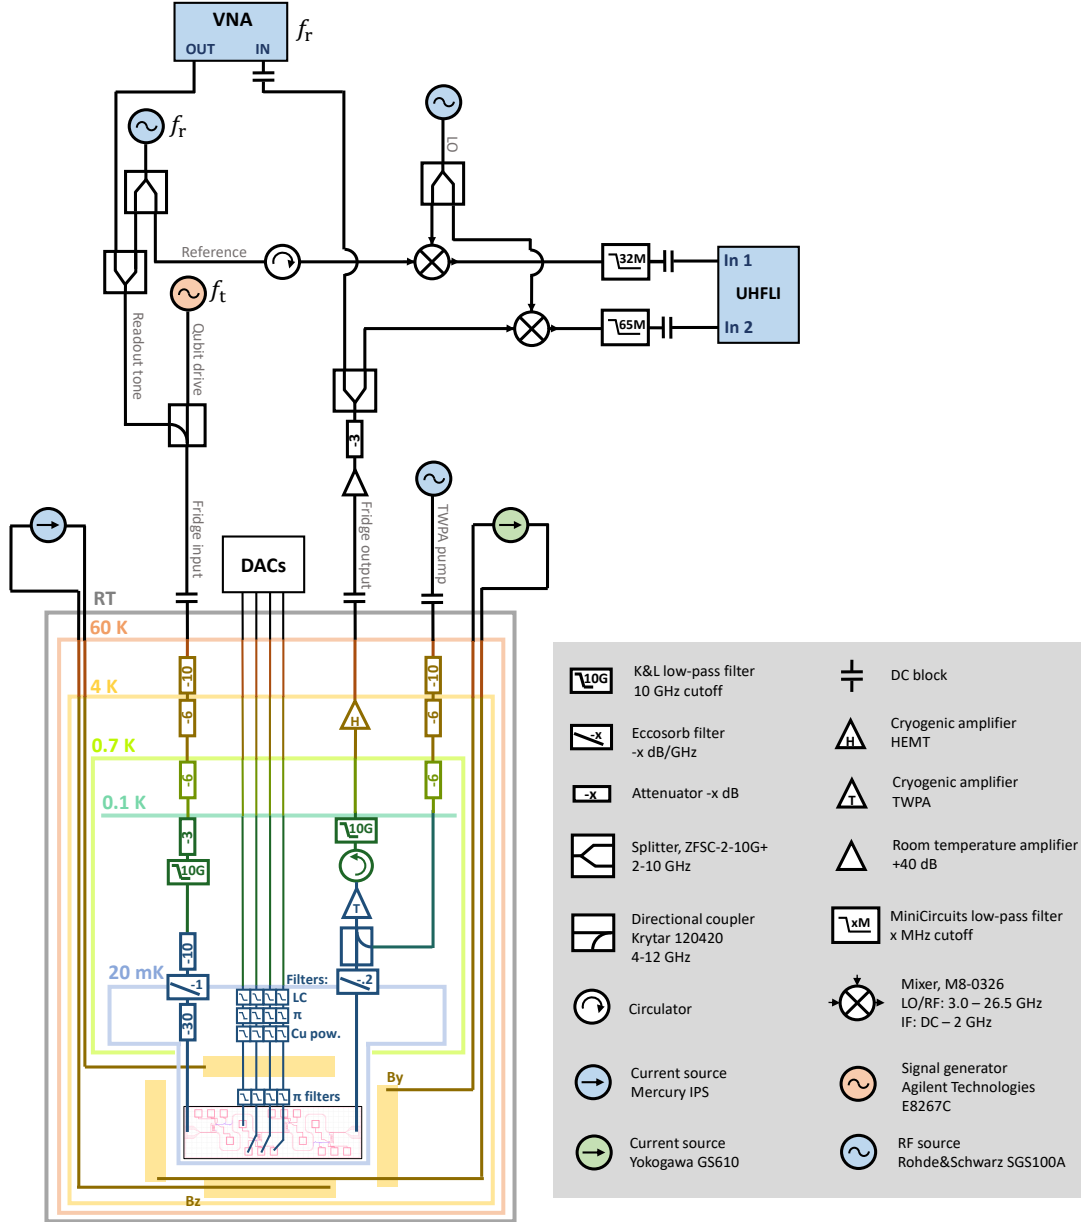 VNA
OUT IN
fr
fr
LO
Reference
32M
In 1
UHFLI
ft
Readout tone
Qubit drive
65M
In 2
-3
Fridge input
Fridge output
TWPA pump
DACs
RT
60 K
-10
-10
4 K
-6
H
-6
0.7 K
-6
-6
0.1 K
-3
10G
10G
T
-10
20 mK
-1
Filters:
-.2
LC
-30
π
Cu pow.
By
π filters
Bz
10G
K&L low-pass filter
10 GHz cutoff
-x
Eccosorb filter
-x dB/GHz
-x
Attenuator -x dB
Splitter, ZFSC-2-10G+
2-10 GHz
Directional coupler
Krytar 120420
4-12 GHz
Circulator
Current source
Mercury IPS
Current source
Yokogawa GS610
DC block
H
Cryogenic amplifier
HEMT
T
Cryogenic amplifier
TWPA
Room temperature amplifier
+40 dB
xM
MiniCircuits low-pass filter
x MHz cutoff
Mixer, M8-0326
LO/RF: 3.0 – 26.5 GHz
IF: DC – 2 GHz
Signal generator
Agilent Technologies
E8267C
RF source
Rohde&Schwarz SGS100A